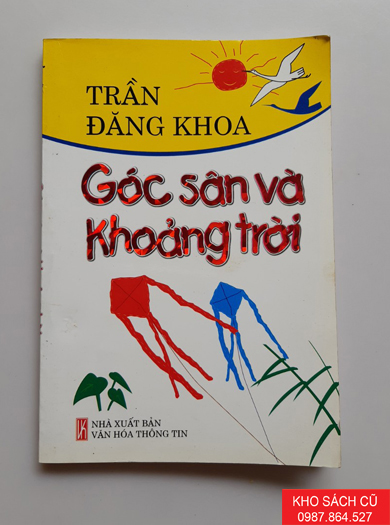 TRẦN
ĐĂNG KHOA
Góc sân và
khoảng trời
NHÀ XUẤT BẢN
VĂN HÓA THÔNG TIN
KHO SÁCH CŨ
0987.864.527